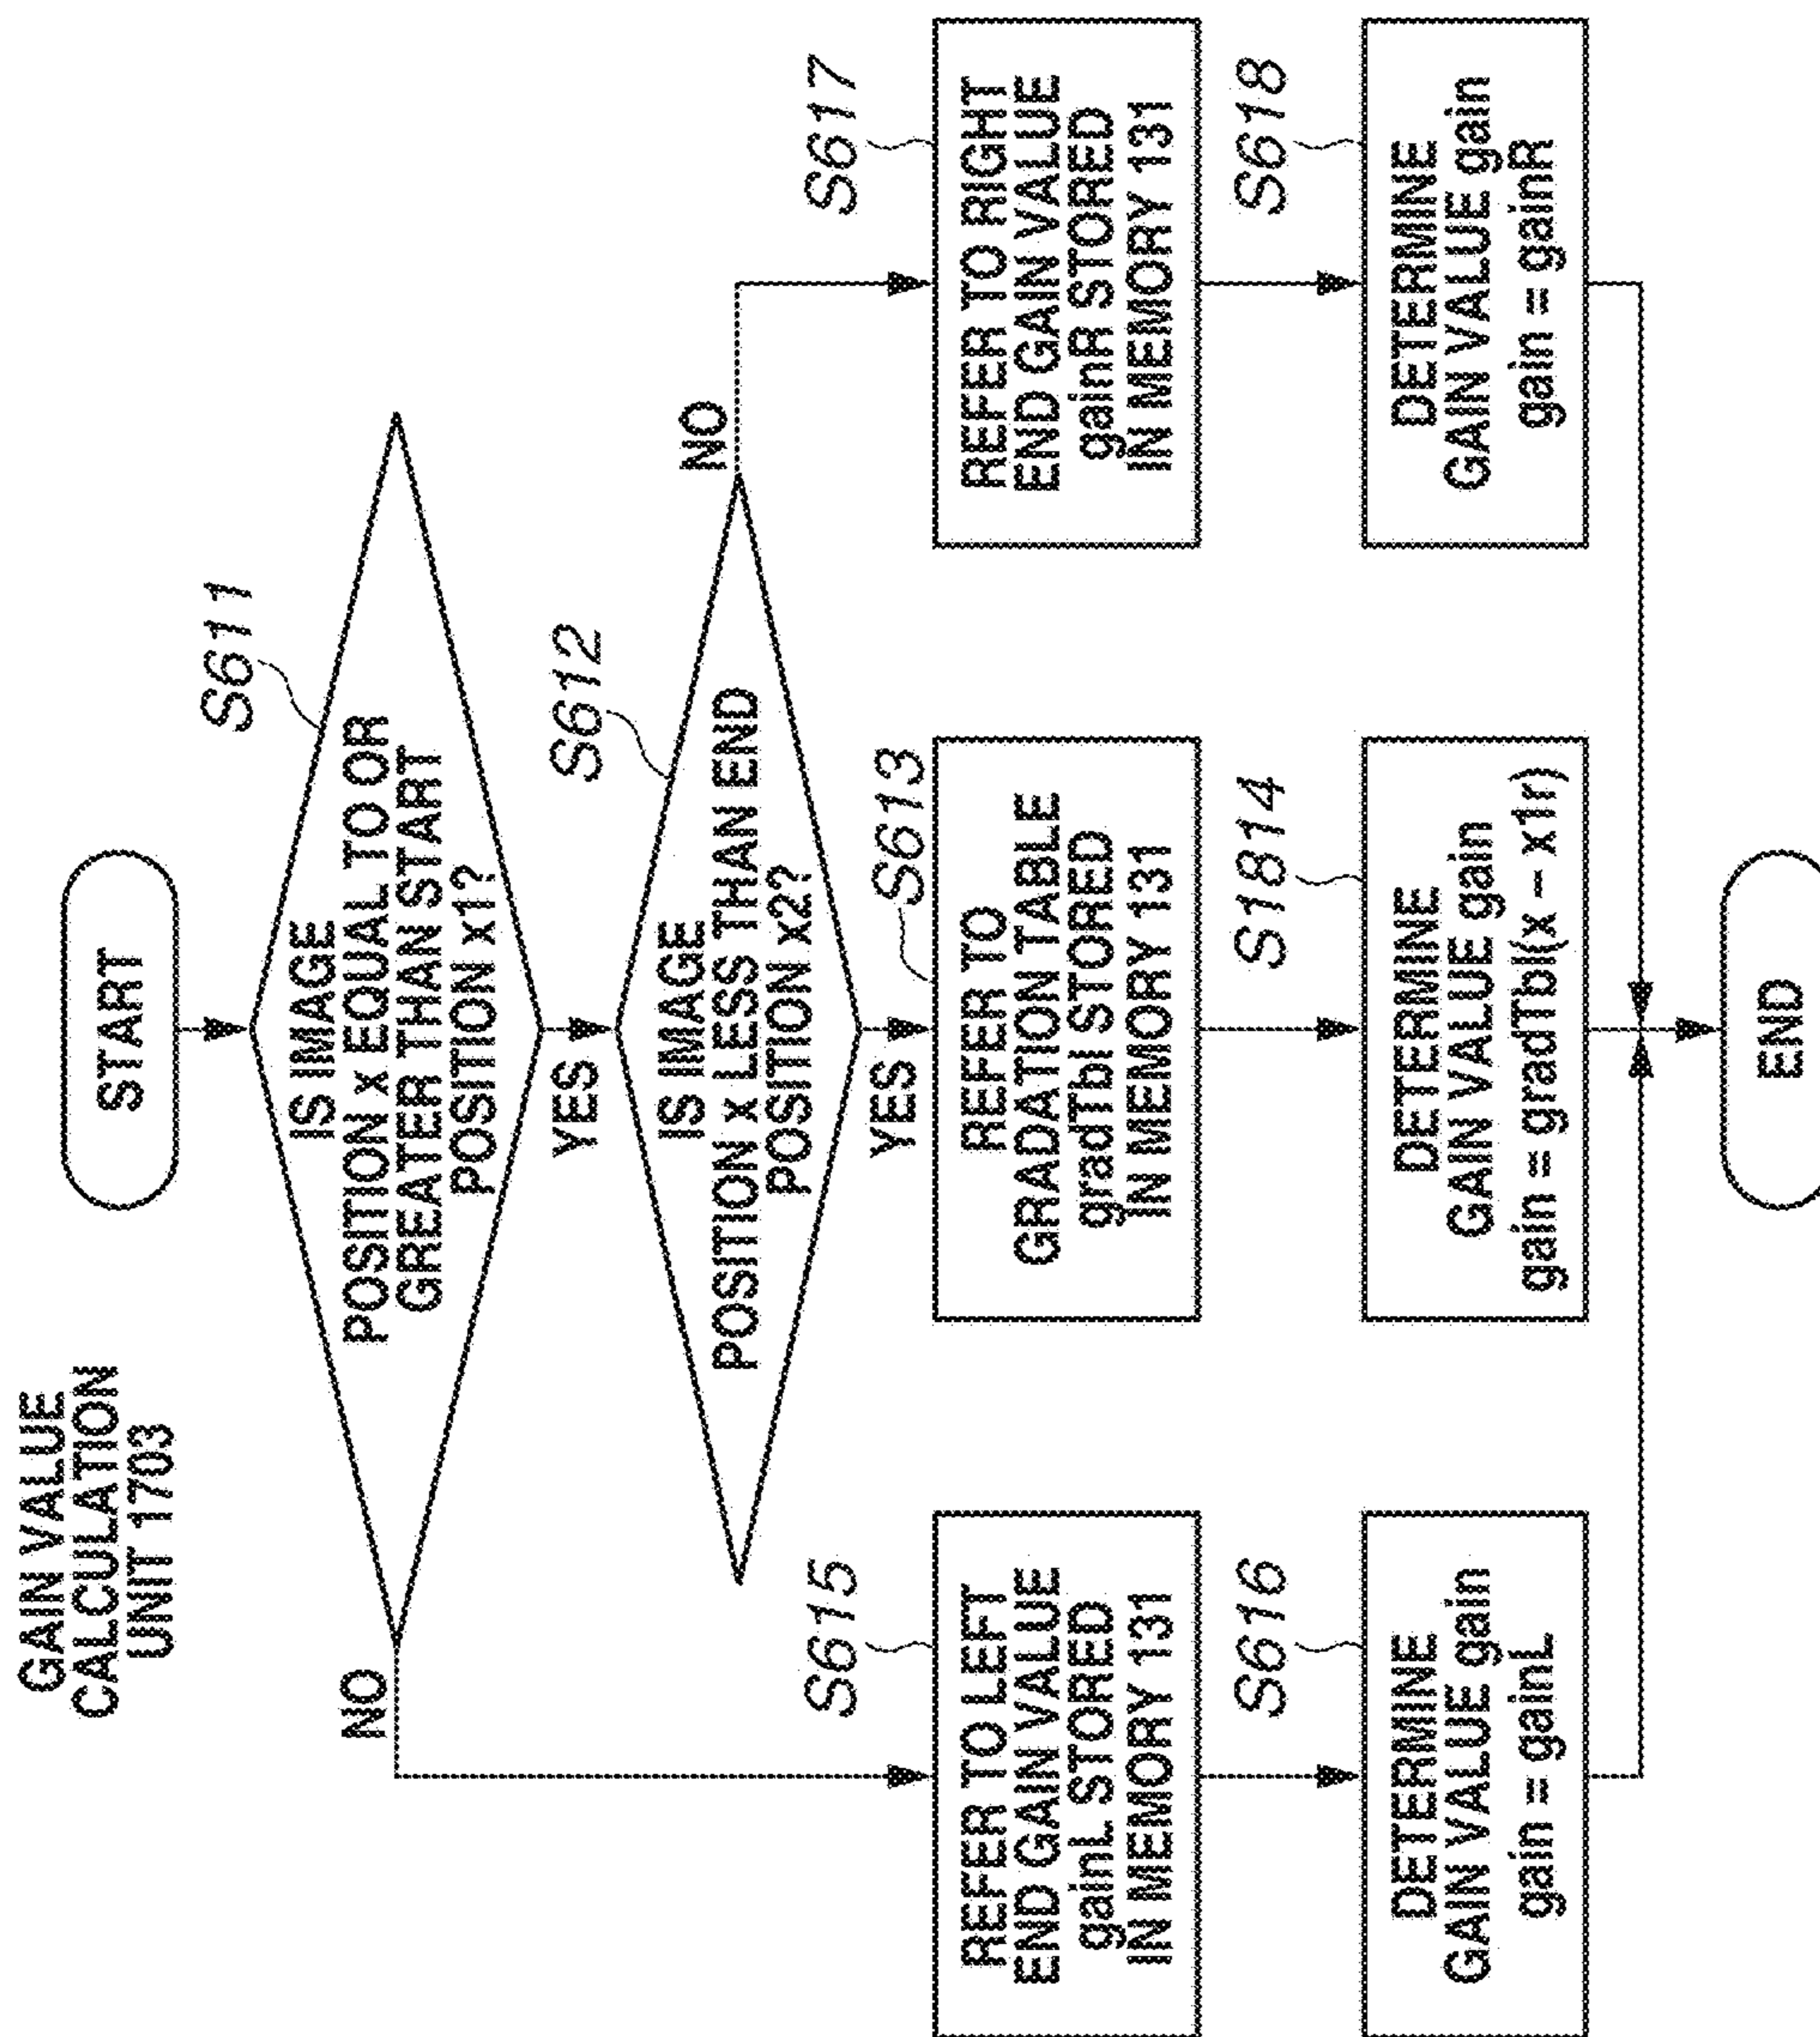 GAIN VALUE
CALCULATION
UNIT 1703
START
S611
IS IMAGE
POSITION x EQUAL TO OR
GREATER THAN START
POSITION x1?
NO
YES
S612
IS IMAGE
POSITION x LESS THAN END
POSITION x2?
NO
YES
S615
REFER TO LEFT
END GAIN VALUE
gainL STORED
IN MEMORY 131
S613
REFER TO
GRADATION TABLE
gradTbl STORED
IN MEMORY 131
S617
REFER TO RIGHT
END GAIN VALUE
gainR STORED
IN MEMORY 131
S616
DETERMINE
GAIN VALUE gain
gain = gainL
S1814
DETERMINE
GAIN VALUE gain
gain = gradTbl(x – x1r)
S618
DETERMINE
GAIN VALUE gain
gain = gainR
END